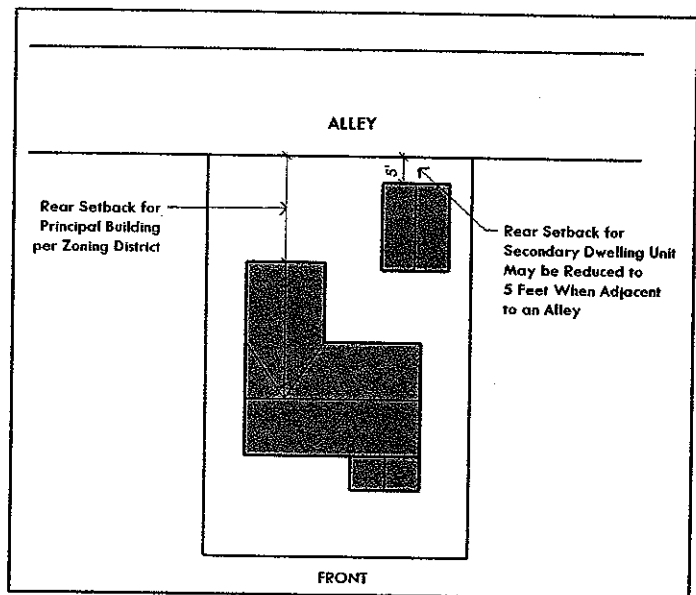 ALLEY
5'
Rear Setback for
Principal Building
per Zoning District
Rear Setback for
Secondary Dwelling Unit
May be Reduced to
5 Feet When Adjacent
to an Alley
FRONT